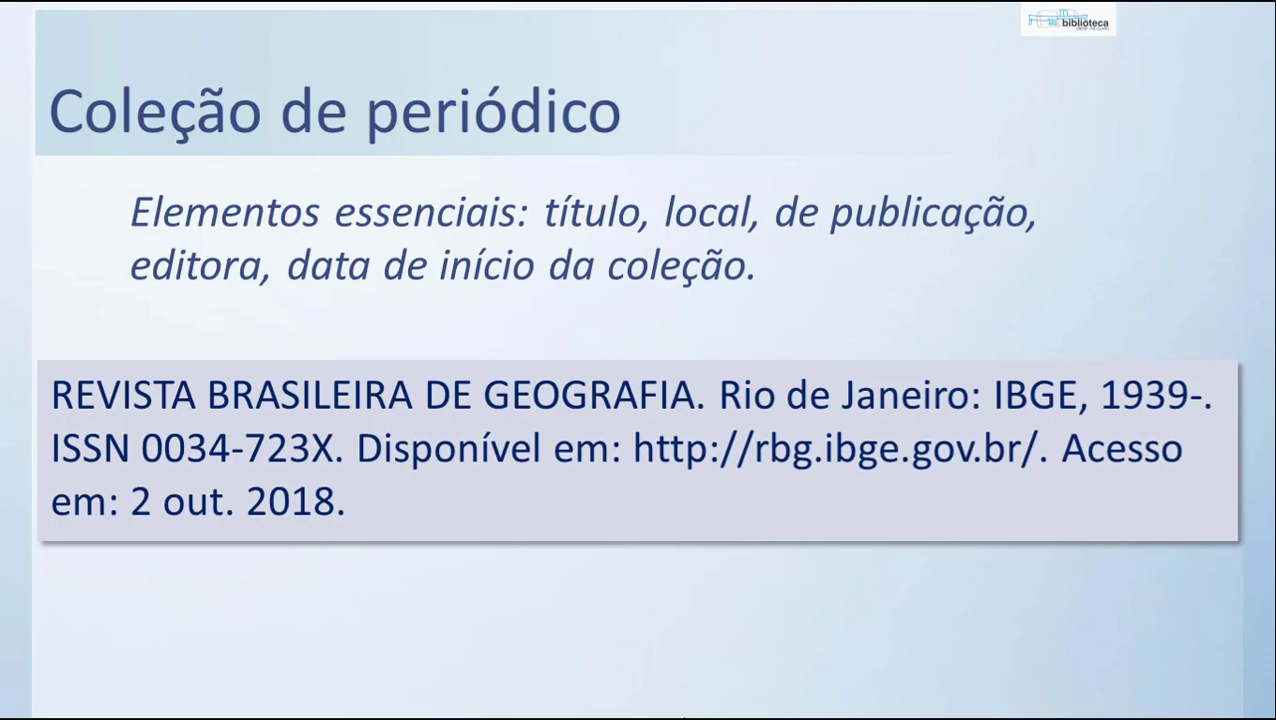 biblioteca
Coleção de periódico
Elementos essenciais: título, local, de publicação,
editora, data de início da coleção.
REVISTA BRASILEIRA DE GEOGRAFIA. Rio de Janeiro: IBGE, 1939-.
ISSN 0034-723X. Disponível em: http://rbg.ibge.gov.br/. Acesso
em: 2 out. 2018.